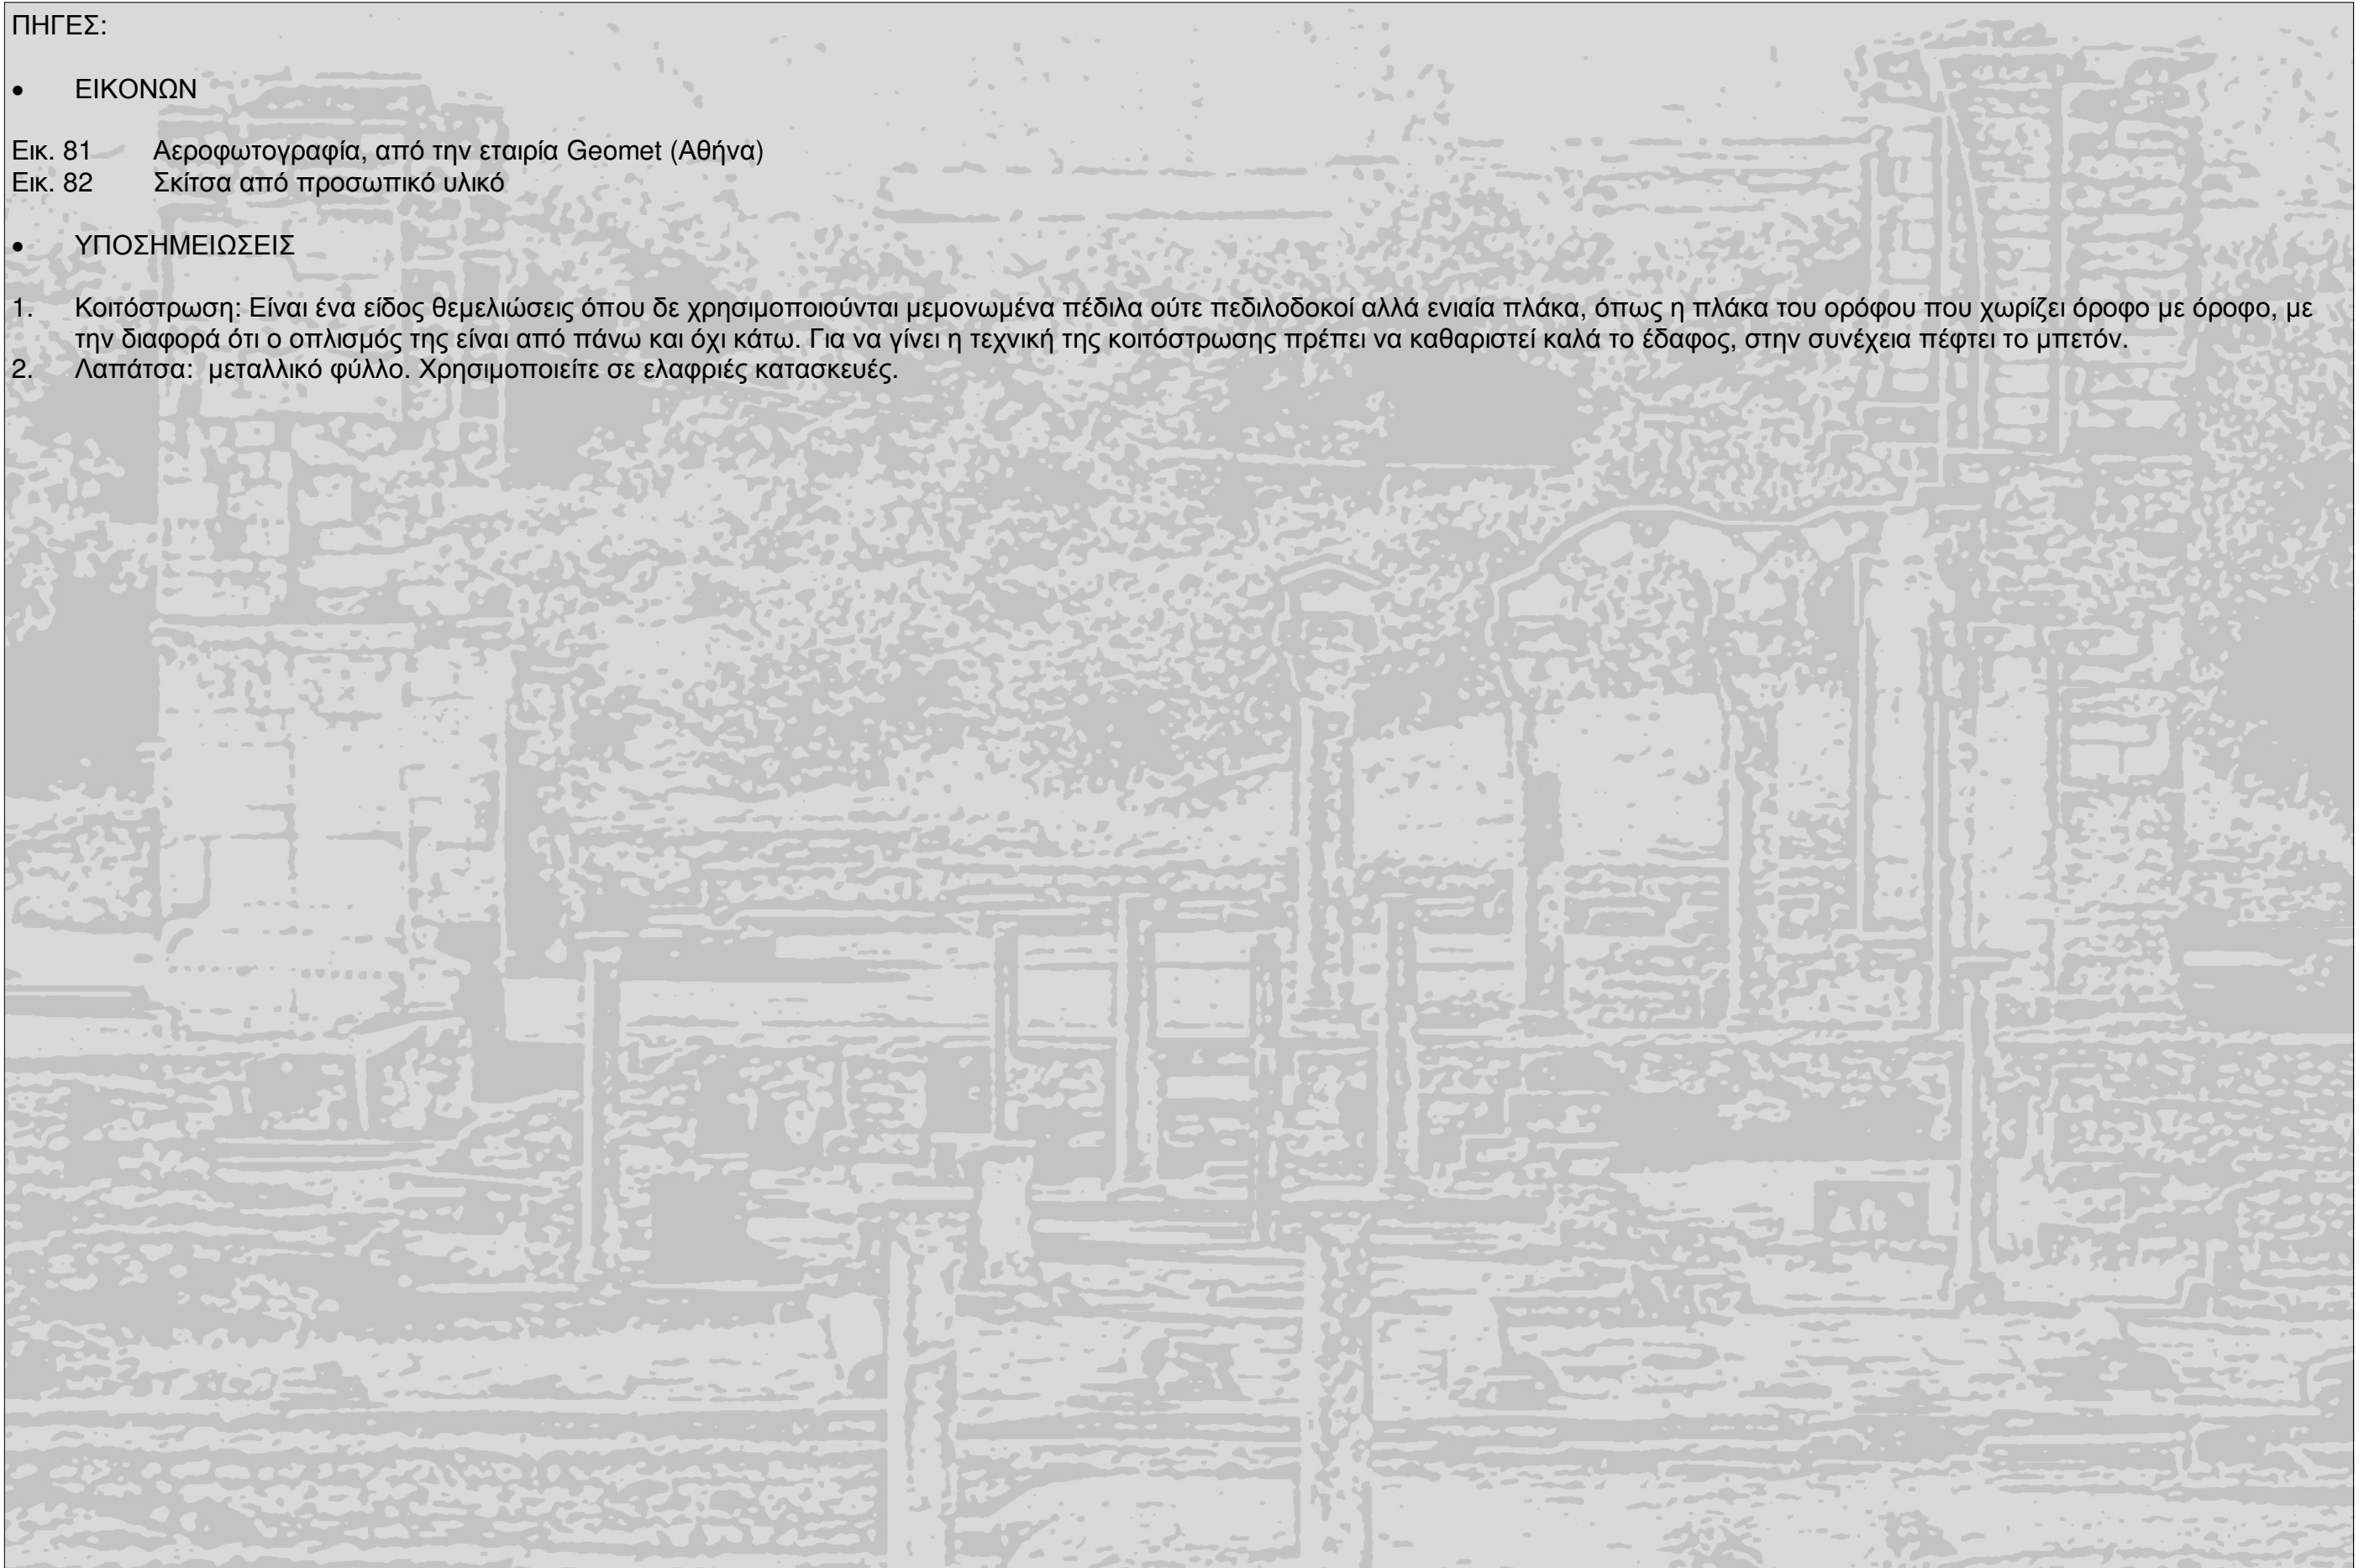 ΠΗΓΕΣ:
• ΕΙΚΟΝΩΝ
Εικ. 81 Αεροφωτογραφία, από την εταιρία Geomet (Αθήνα)
Εικ. 82 Σκίτσα από προσωπικό υλικό
• ΥΠΟΣΗΜΕΙΩΣΕΙΣ
1. Κοιτόστρωση: Είναι ένα είδος θεμελιώσεις όπου δε χρησιμοποιούνται μεμονωμένα πέδιλα ούτε πεδιλοδοκοί αλλά ενιαία πλάκα, όπως η πλάκα του ορόφου που χωρίζει όροφο με όροφο, με
την διαφορά ότι ο οπλισμός της είναι από πάνω και όχι κάτω. Για να γίνει η τεχνική της κοιτόστρωσης πρέπει να καθαριστεί καλά το έδαφος, στην συνέχεια πέφτει το μπετόν.
2. Λαπάτσα: μεταλλικό φύλλο. Χρησιμοποιείτε σε ελαφριές κατασκευές.